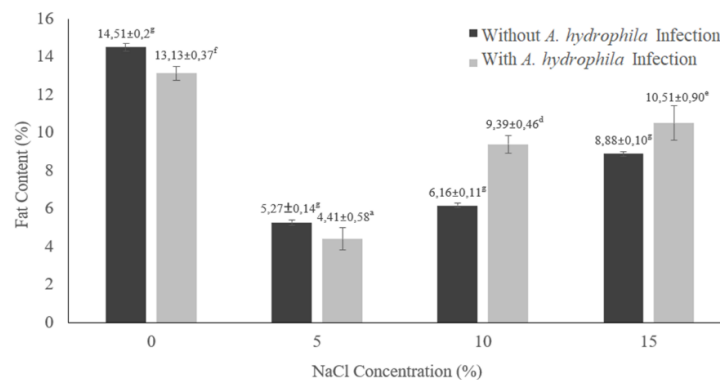 16
14
12
10
8
6
4
2
0
Fat Content (%)
Without A. hydrophila Infection
With A. hydrophila Infection
14,51±0,2g
13,13±0,37f
5,27±0,14g
4,41±0,58a
6,16±0,11g
9,39±0,46d
8,88±0,10g
10,51±0,90e
0 5 10 15
NaCl Concentration (%)